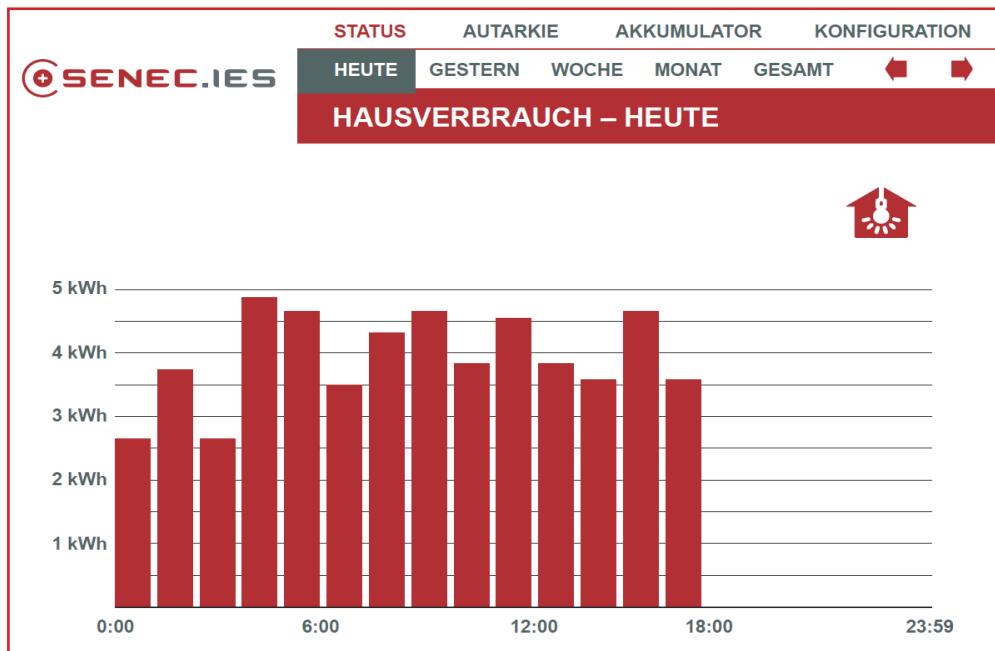 STATUS AUTARKIE AKKUMULATOR KONFIGURATION
SENEC.IES
HEUTE GESTERN WOCHE MONAT GESAMT
HAUSVERBRAUCH – HEUTE
5 kWh
4 kWh
3 kWh
2 kWh
1 kWh
0:00 6:00 12:00 18:00 23:59